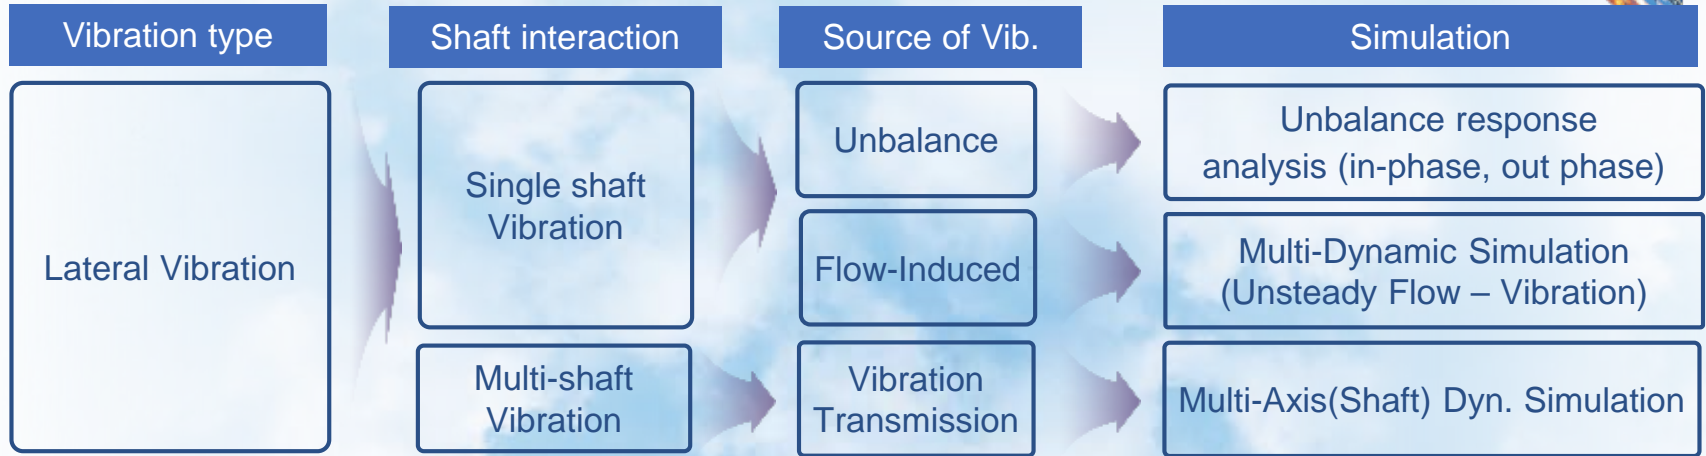 Vibration type
Shaft interaction
Source of Vib.
Simulation
Lateral Vibration
Single shaft
Vibration
Multi-shaft
Vibration
Unbalance
Flow-Induced
Vibration
Transmission
Unbalance response
analysis (in-phase, out phase)
Multi-Dynamic Simulation
(Unsteady Flow – Vibration)
Multi-Axis(Shaft) Dyn. Simulation